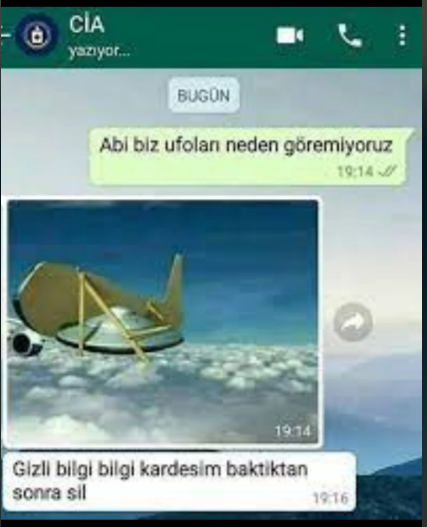 CİA
yazıyor...
BUGÜN
Abi biz ufoları neden göremiyoruz
19:14
19:14
Gizli bilgi bilgi kardesim baktiktan
sonra sil
19:16